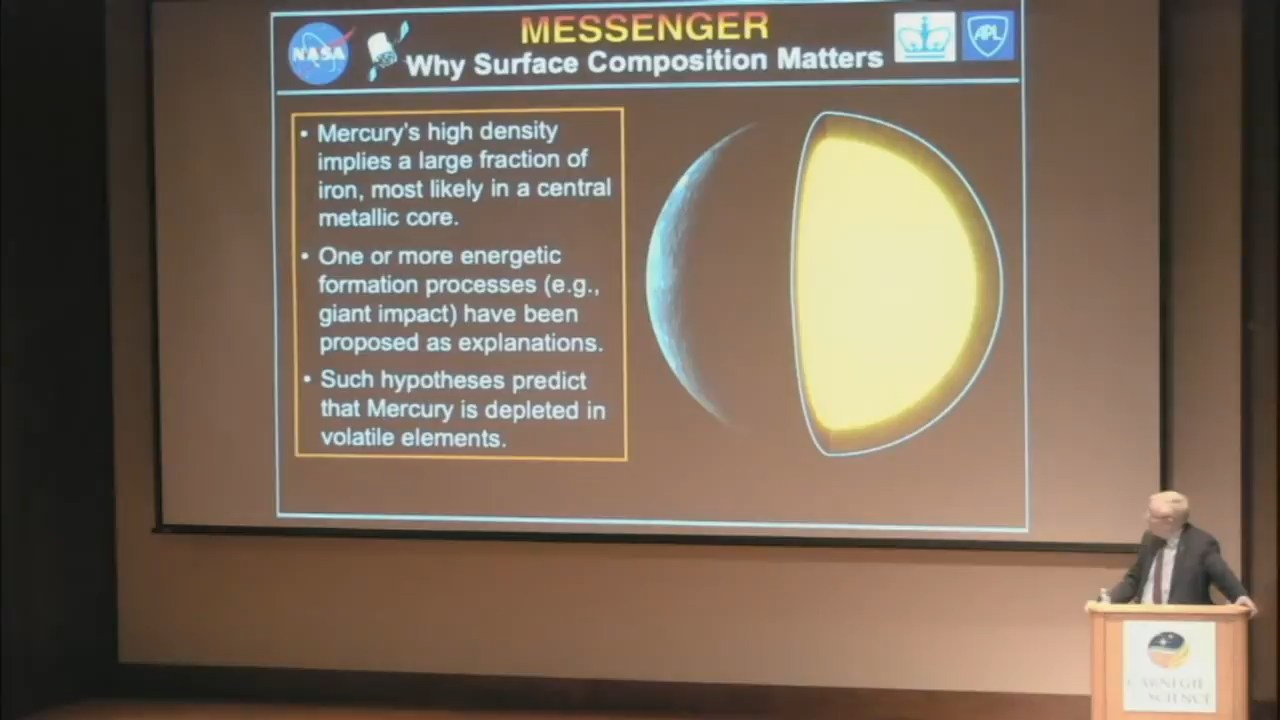 MESSENGER
Why Surface Composition Matters
NASA
APL
• Mercury's high density
implies a large fraction of
iron, most likely in a central
metallic core.
• One or more energetic
formation processes (e.g.,
giant impact) have been
proposed as explanations.
• Such hypotheses predict
that Mercury is depleted in
volatile elements.
CARNEGIE
SCIENCE